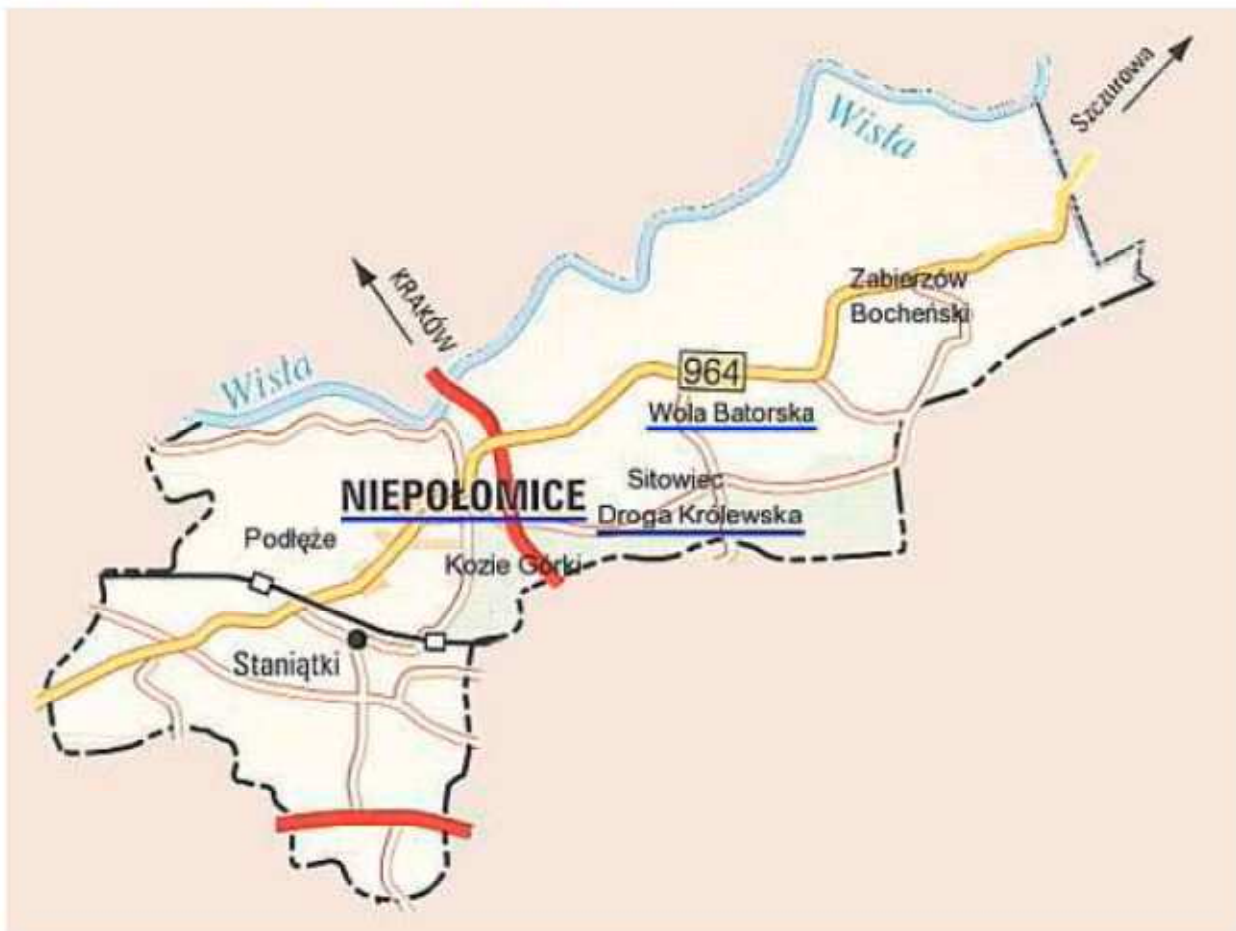 Szczurowa
Wisła
KRAKÓW
Zabierzów
Bocheński
Wisła
964
Wola Batorska
Sitowiec
NIEPOŁOMICE
Droga Królewska
Podłęże
Kozie Górki
Staniątki